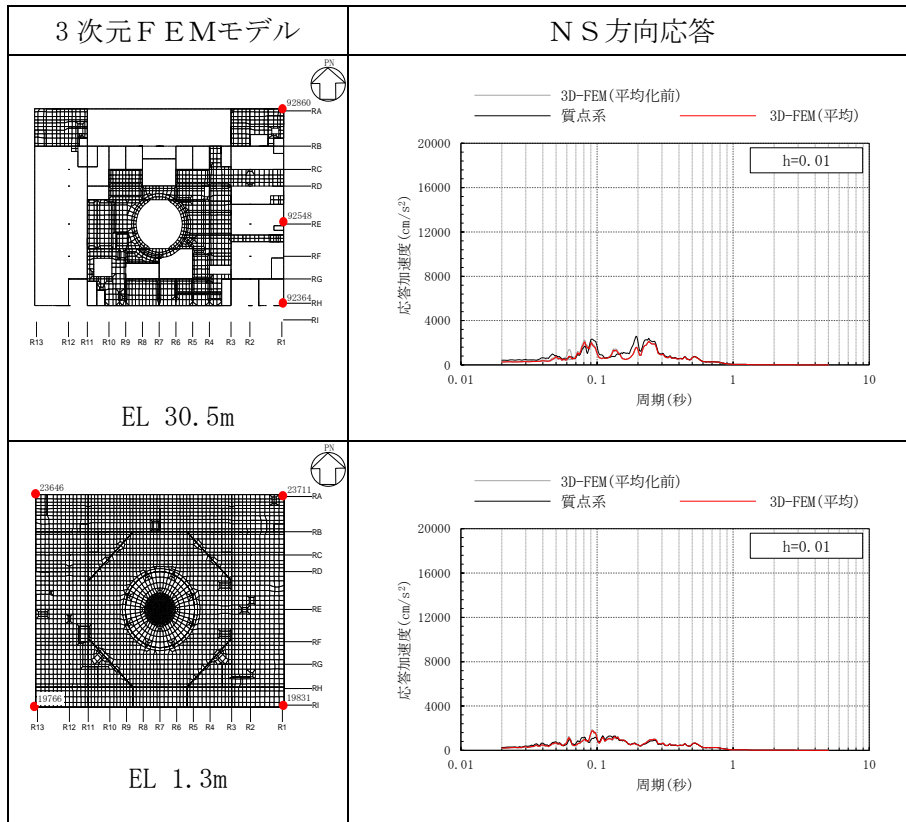 3次元FEMモデル
NS方向応答
PN
92860
RA
RB
RC
RD
92548
RE
RF
RG
92364
RH
RI
R13 R12 R11 R10 R9 R8 R7 R6 R5 R4 R3 R2 R1
EL 30.5m
3D-FEM(平均化前)
質点系 3D-FEM(平均)
h=0.01
20000
16000
12000
8000
4000
0
応答加速度(cm/s²)
0.01 0.1 1 10
周期(秒)
PN
23646 23711
RA
RB
RC
RD
RE
RF
RG
RH
19766 19831
RI
R13 R12 R11 R10 R9 R8 R7 R6 R5 R4 R3 R2 R1
EL 1.3m
3D-FEM(平均化前)
質点系 3D-FEM(平均)
h=0.01
20000
16000
12000
8000
4000
0
応答加速度(cm/s²)
0.01 0.1 1 10
周期(秒)